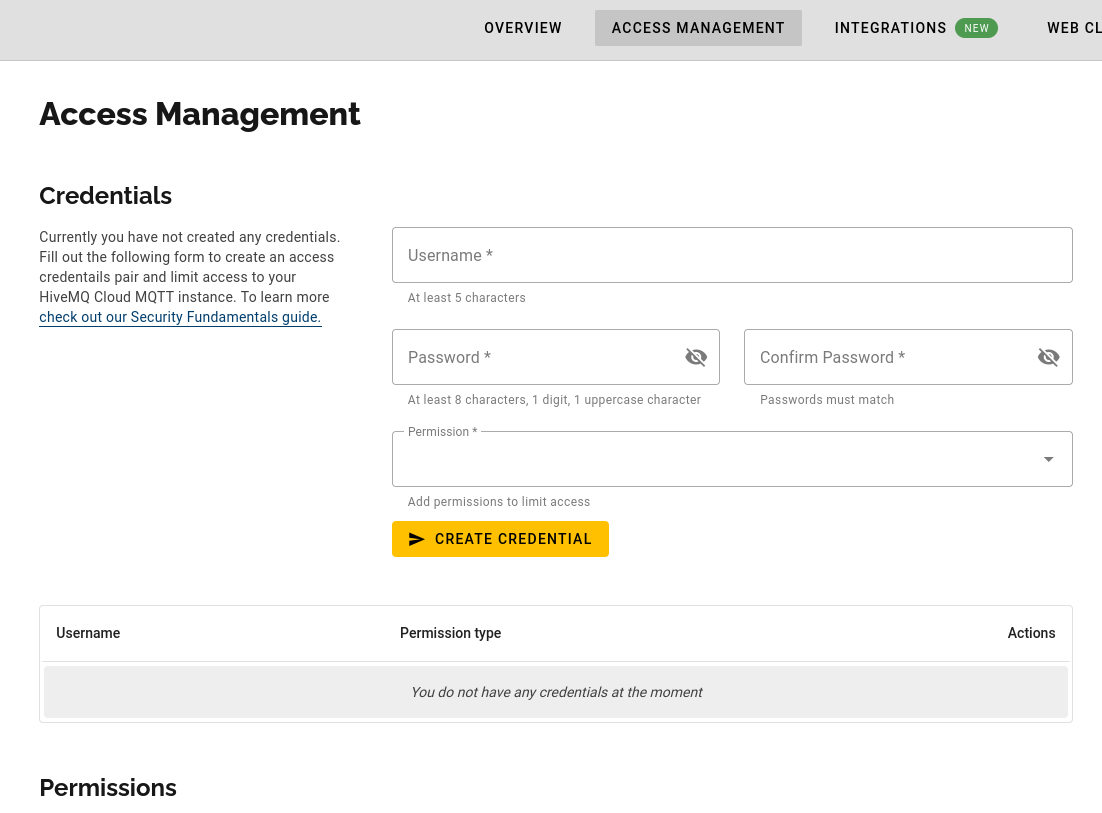 OVERVIEW
ACCESS MANAGEMENT
INTEGRATIONS NEW
WEB CL
Access Management
Credentials
Currently you have not created any credentials.
Fill out the following form to create an access
credentails pair and limit access to your
HiveMQ Cloud MQTT instance. To learn more
check out our Security Fundamentals guide.
Username *
At least 5 characters
Password *
Confirm Password *
At least 8 characters, 1 digit, 1 uppercase character
Passwords must match
Permission *
Add permissions to limit access
CREATE CREDENTIAL
Username
Permission type
Actions
You do not have any credentials at the moment
Permissions